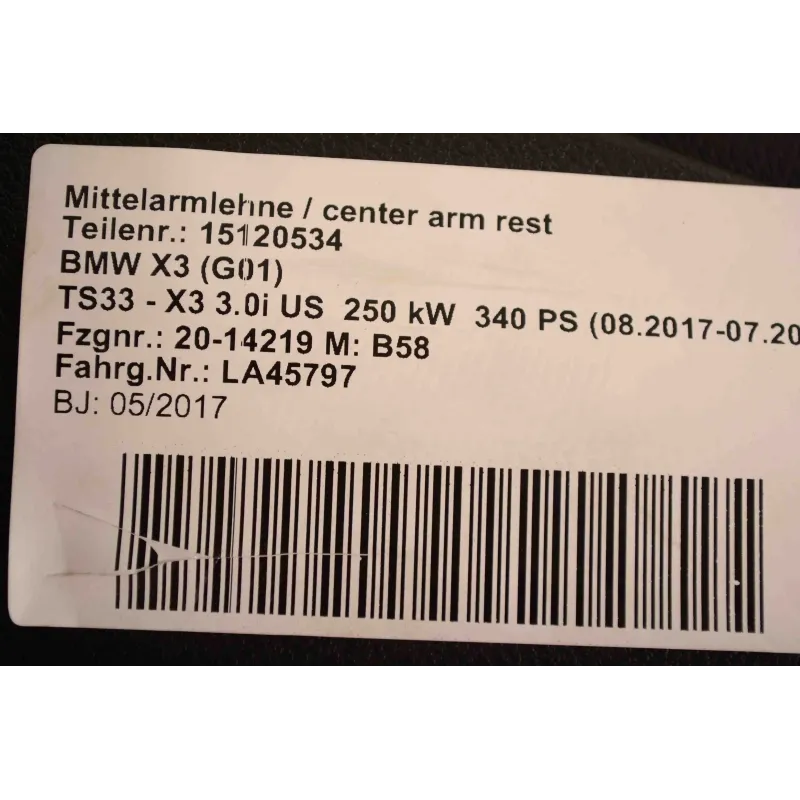 Mittelarmlehne / center arm rest
Teilenr.: 15120534
BMW X3 (G01)
TS33 - X3 3.0i US 250 kW 340 PS (08.2017-07.20
Fzgnr.: 20-14219 M: B58
Fahrg.Nr.: LA45797
BJ: 05/2017